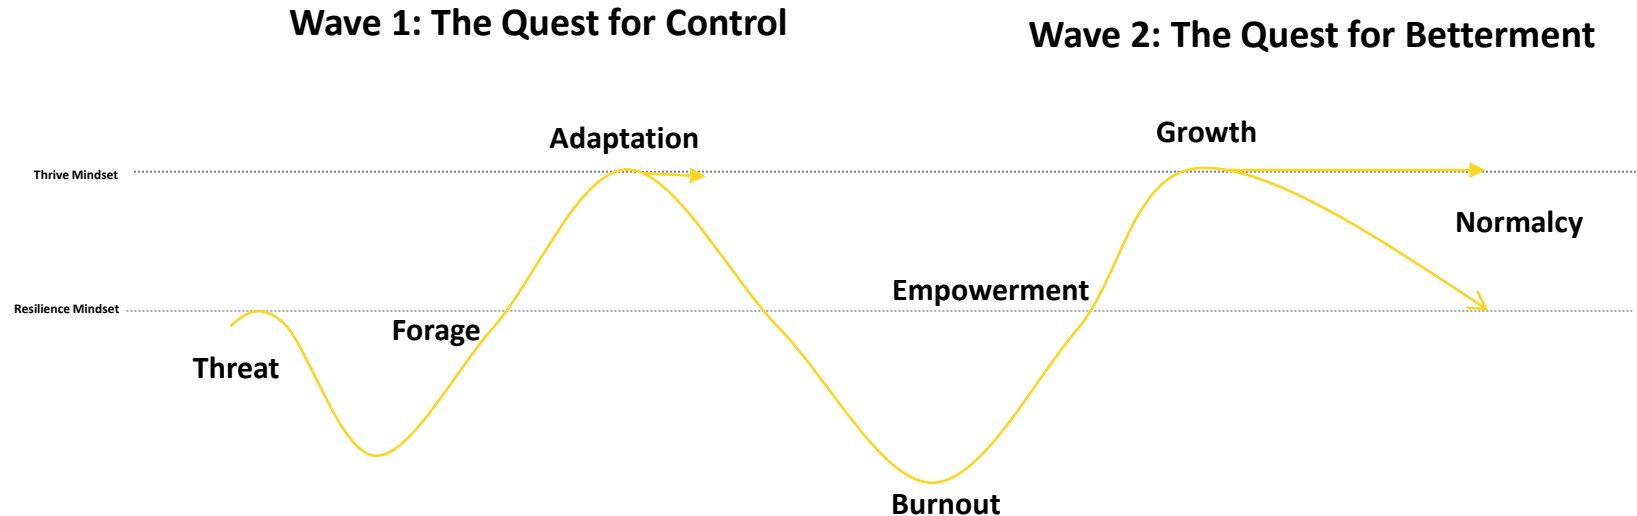 Wave 1: The Quest for Control
Wave 2: The Quest for Betterment
Adaptation
Growth
Thrive Mindset
Normalcy
Empowerment
Resilience Mindset
Forage
Threat
Burnout